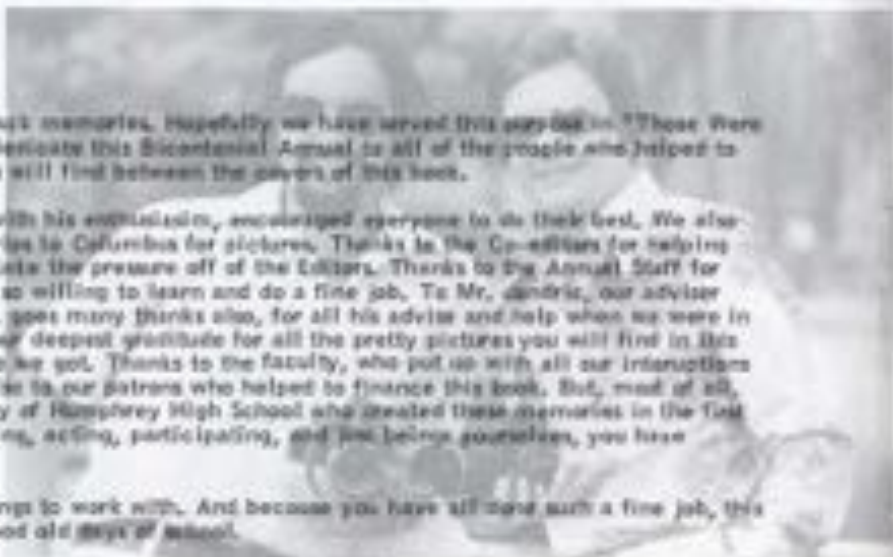 memories. Hopefully we have served this purpose in "Those Were
this Bicentenial Annual to all of the people who helped to
will find between the covers of this book.
with his enthusiasim, encouraged everyone to do their best. We also
to Columbia for pictures. Thanks to the Co-editors for helping
the pressure off of the Editors. Thanks to the Annual Staff for
so willing to learn and do a fine job. To Mr. our adviser
goes many thanks also, for all his advise and help when we were in
deepest gratitude for all the pretty pictures you will find in this
we got. Thanks to the faculty, who put up with all our interuptions
to our patrons who helped to finance this book. But, most of all,
of Humphrey High School who created these memories in the first
acting, participating, and just beings yourselves, you have
to work with. And because you have all done such a fine job, this
old days of school.